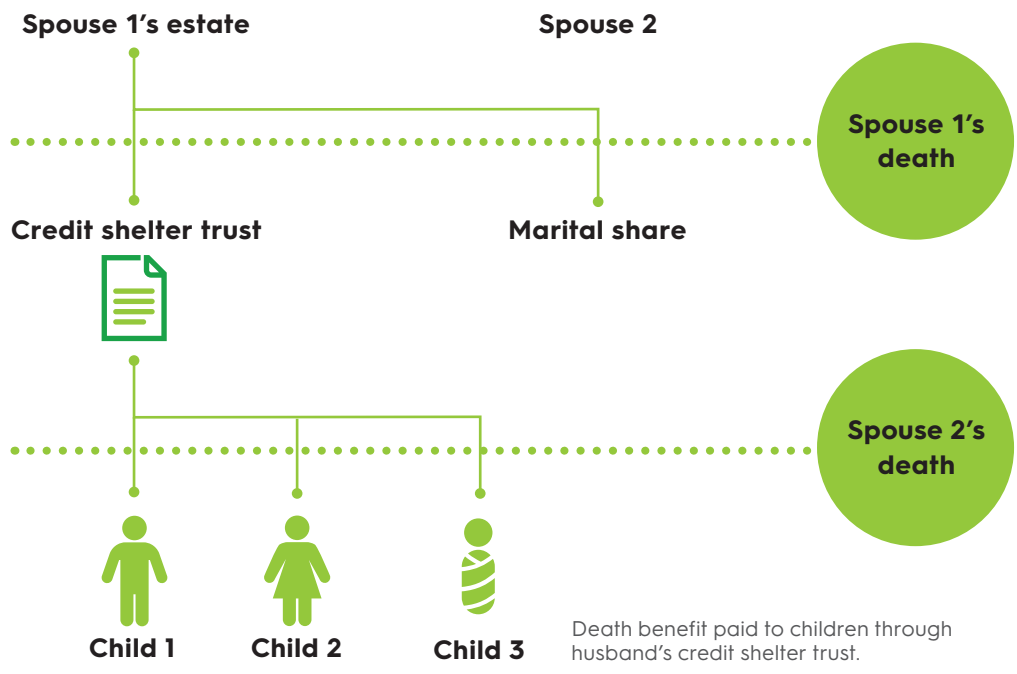 Spouse 1’s estate
Spouse 2
Spouse 1’s
death
Credit shelter trust
Marital share
Spouse 2’s
death
Child 1
Child 2
Child 3
Death benefit paid to children through
husband’s credit shelter trust.